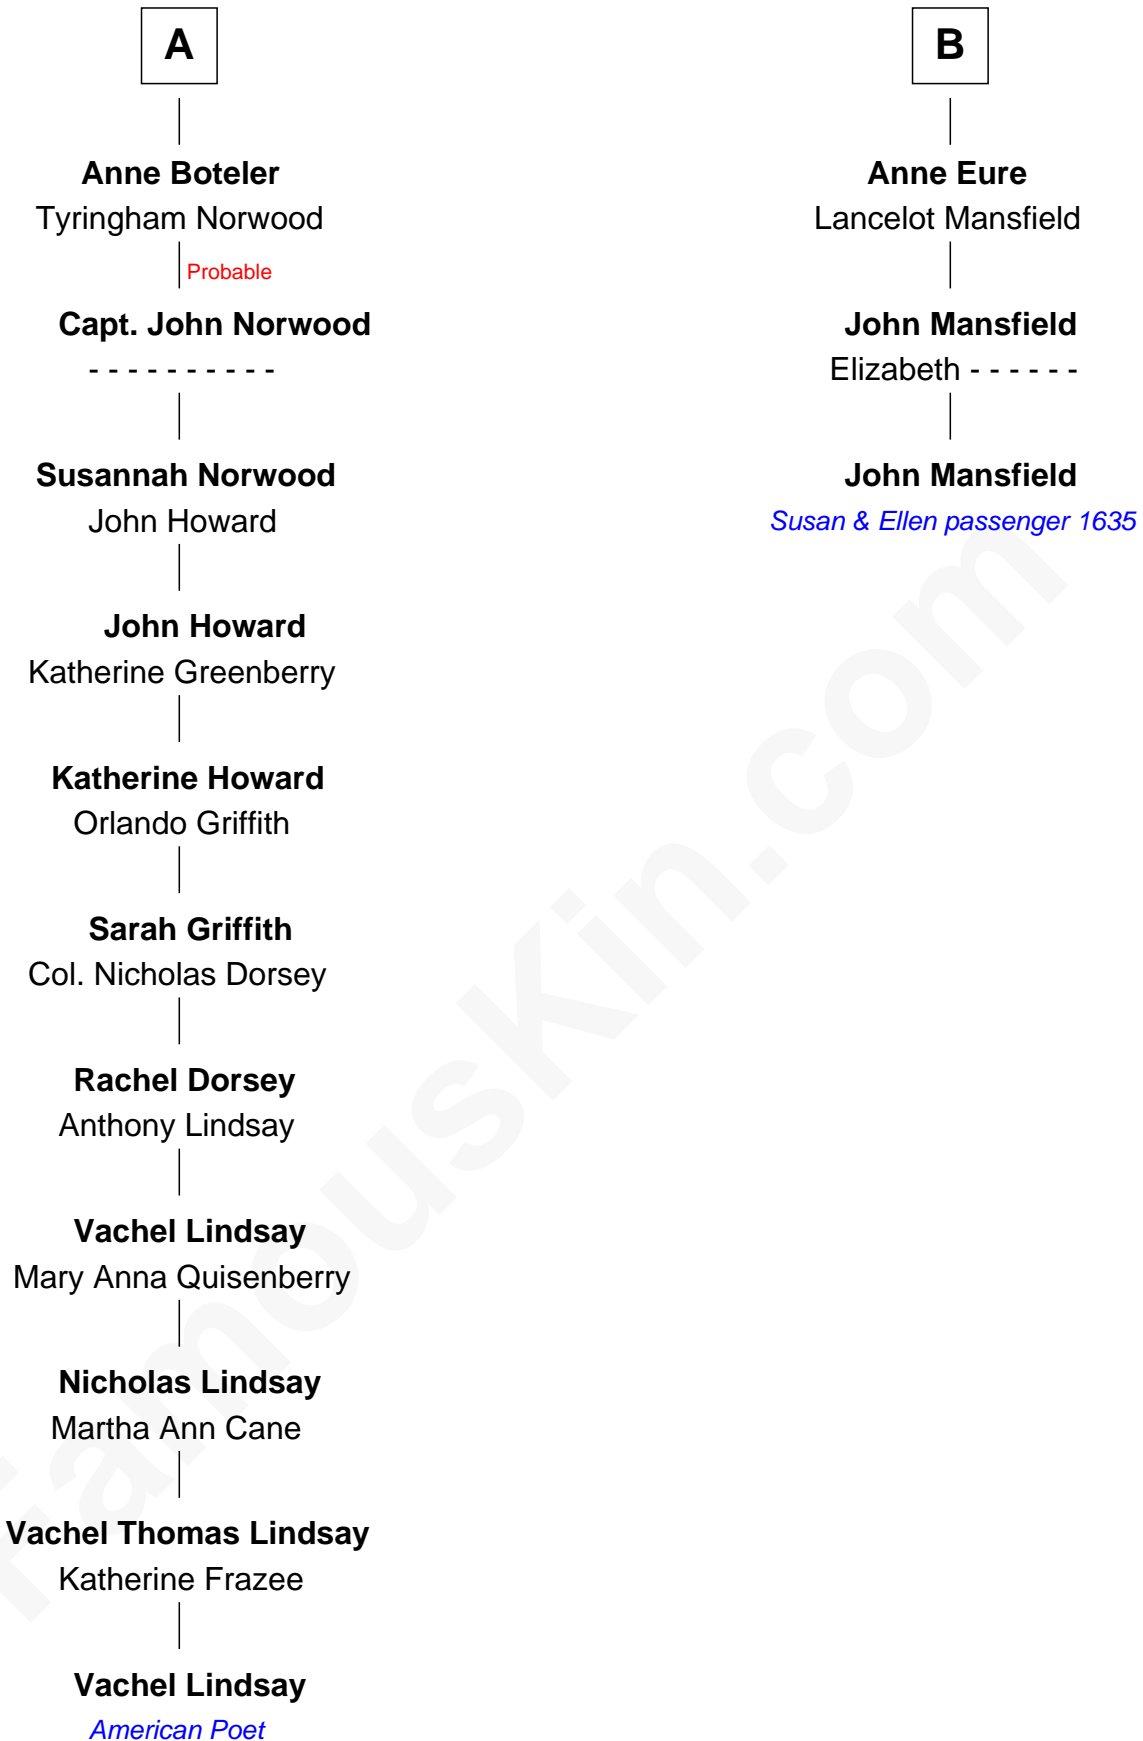 A
Anne Boteler
Tyringham Norwood
Probable
Capt. John Norwood
- - - - - - - - - -
Susannah Norwood
John Howard
John Howard
Katherine Greenberry
Katherine Howard
Orlando Griffith
Sarah Griffith
Col. Nicholas Dorsey
Rachel Dorsey
Anthony Lindsay
Vachel Lindsay
Mary Anna Quisenberry
Nicholas Lindsay
Martha Ann Cane
Vachel Thomas Lindsay
Katherine Frazee
Vachel Lindsay
American Poet
B
Anne Eure
Lancelot Mansfield
John Mansfield
Elizabeth - - - - - -
John Mansfield
Susan & Ellen passenger 1635
FamousKin.com